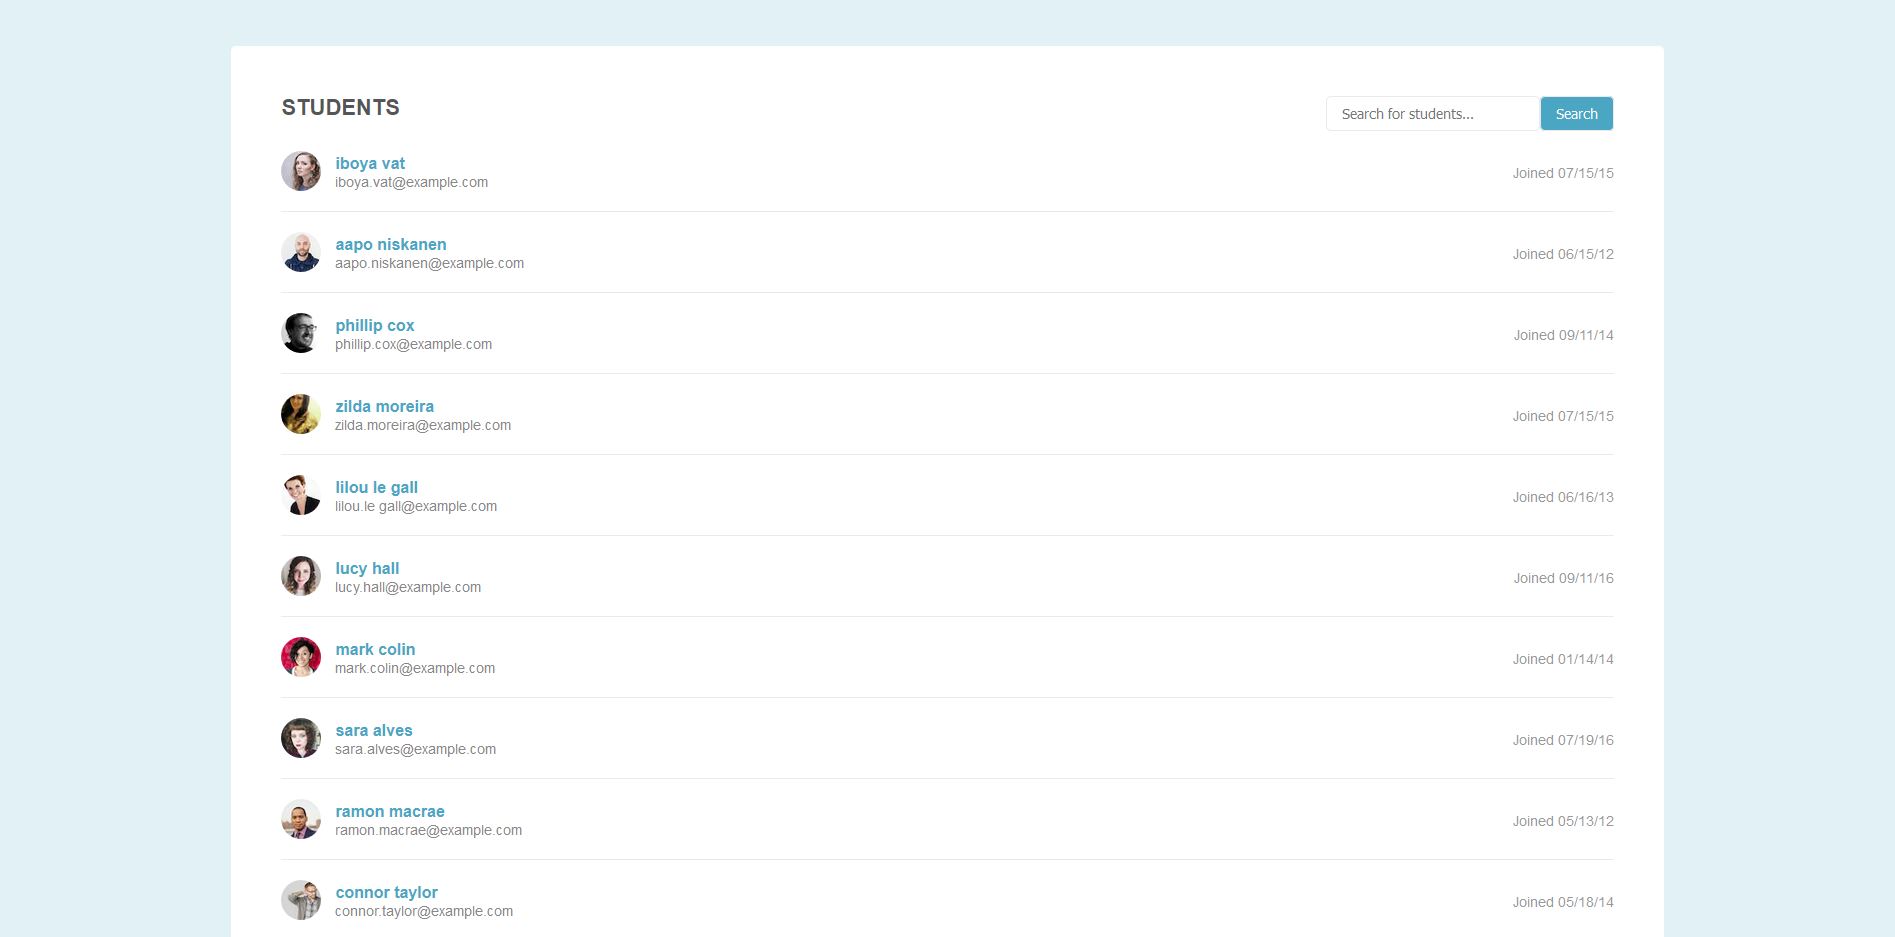 STUDENTS
Search for students...
Search
iboya vat
iboya.vat@example.com
Joined 07/15/15
aapo niskanen
aapo.niskanen@example.com
Joined 06/15/12
phillip cox
phillip.cox@example.com
Joined 09/11/14
zilda moreira
zilda.moreira@example.com
Joined 07/15/15
lilou le gall
lilou.le gall@example.com
Joined 06/16/13
lucy hall
lucy.hall@example.com
Joined 09/11/16
mark colin
mark.colin@example.com
Joined 01/14/14
sara alves
sara.alves@example.com
Joined 07/19/16
ramon macrae
ramon.macrae@example.com
Joined 05/13/12
connor taylor
connor.taylor@example.com
Joined 05/18/14